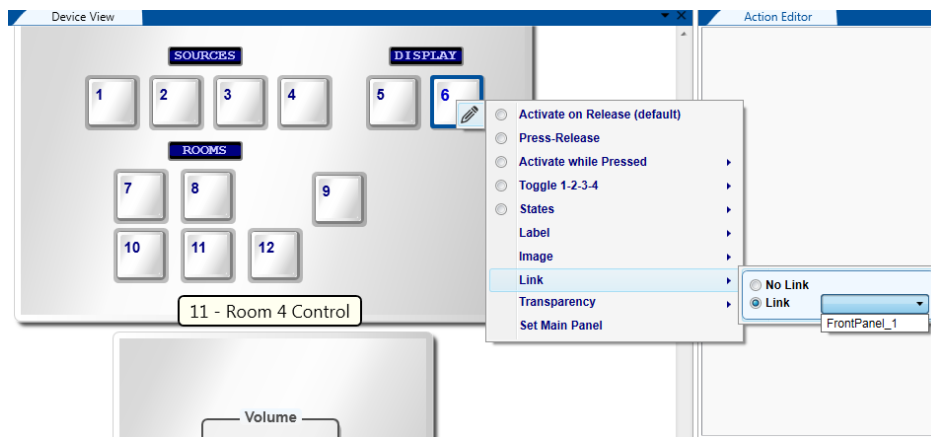 Device View
Action Editor
SOURCES
DISPLAY
1
2
3
4
5
6
ROOMS
7
8
9
10
11
12
11 - Room 4 Control
Activate on Release (default)
Press-Release
Activate while Pressed
Toggle 1-2-3-4
States
Label
Image
Link
Transparency
Set Main Panel
No Link
Link
FrontPanel_1
Volume